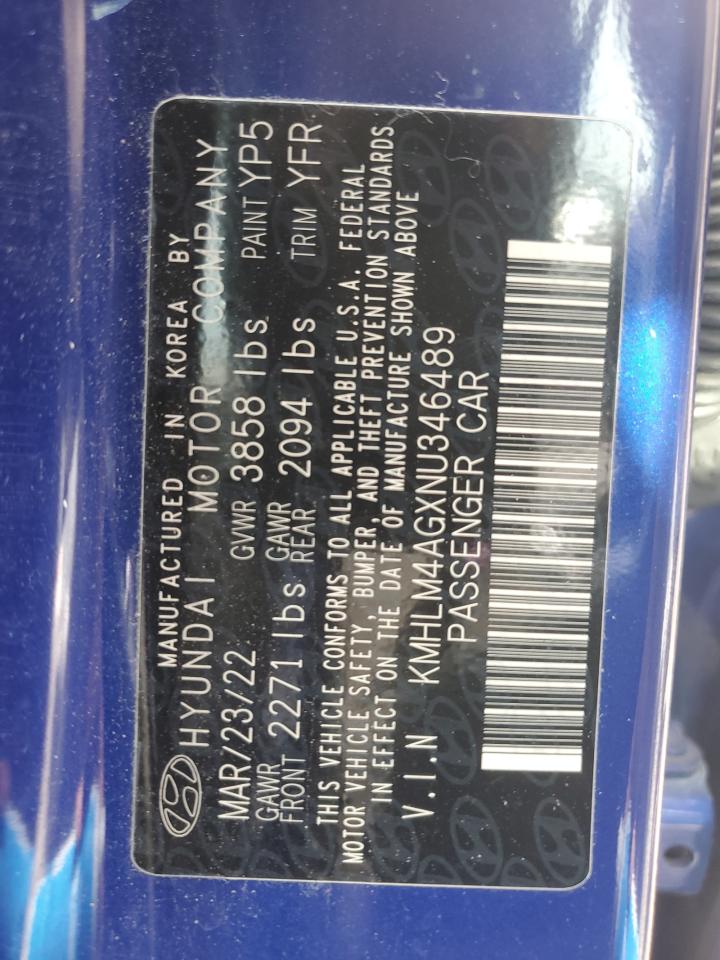 MANUFACTURED IN KOREA BY
HYUNDAI MOTOR COMPANY
MAR/23/22 GVWR 3858 lbs PAINT YP5
GAWR FRONT 2271 lbs GAWR REAR 2094 lbs TRIM YFR
THIS VEHICLE CONFORMS TO ALL APPLICABLE U.S.A. FEDERAL
MOTOR VEHICLE SAFETY, BUMPER, AND THEFT PREVENTION STANDARDS
IN EFFECT ON THE DATE OF MANUFACTURE SHOWN ABOVE
V.I.N KMHLM4AGXNU346489
PASSENGER CAR